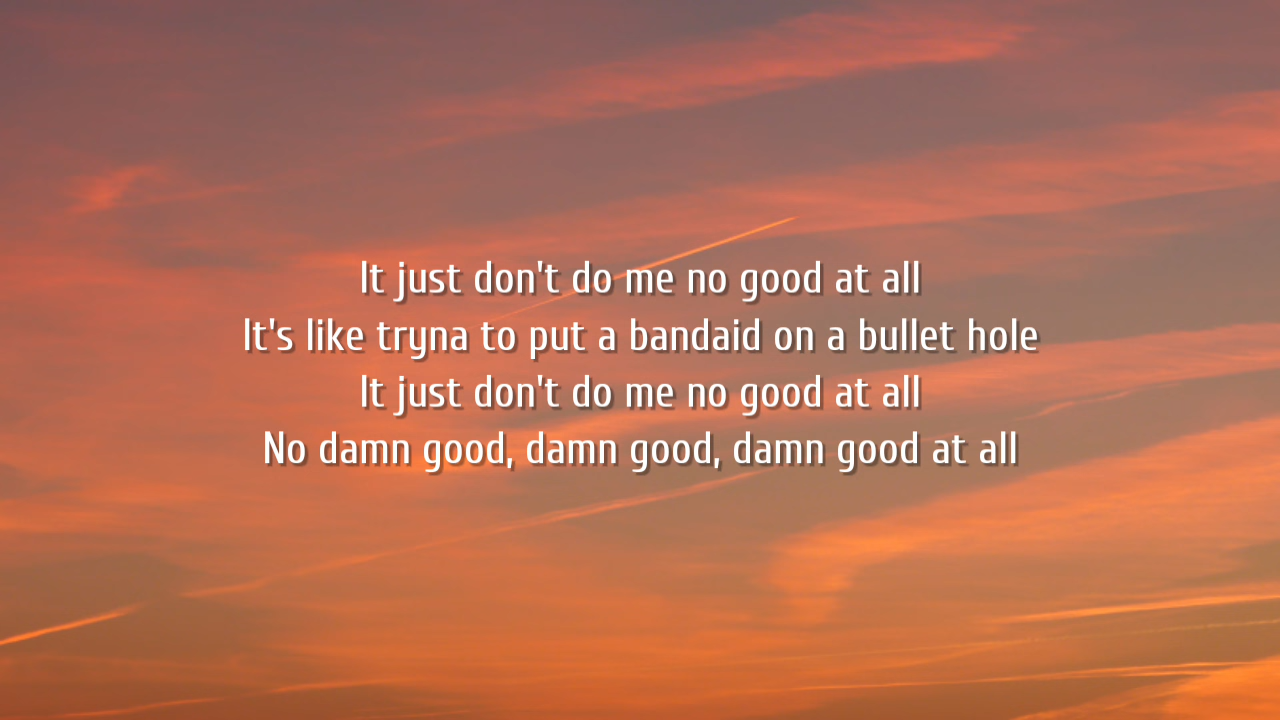 It just don't do me no good at all
It's like tryna to put a bandaid on a bullet hole
It just don't do me no good at all
No damn good, damn good, damn good at all